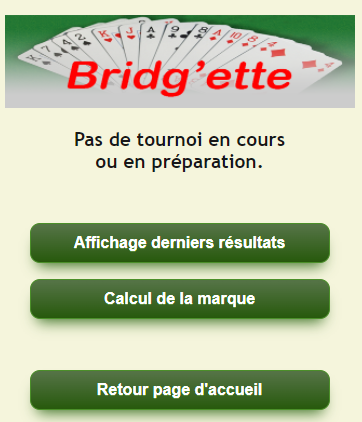 Bridg'ette
Pas de tournoi en cours
ou en préparation.
Affichage derniers résultats
Calcul de la marque
Retour page d'accueil